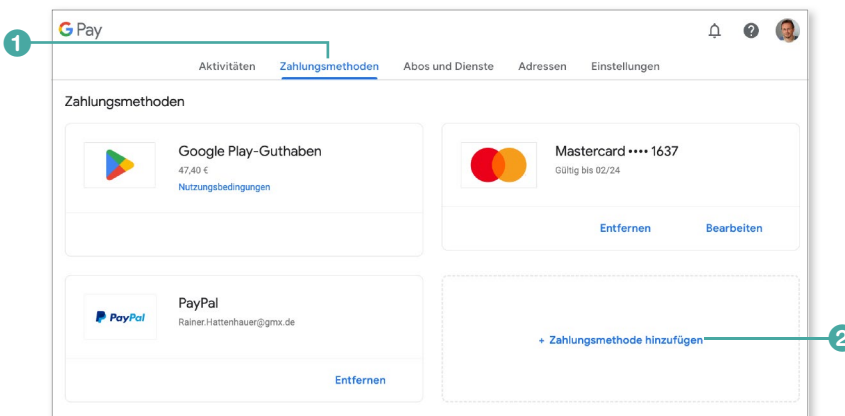 1
G Pay
Aktivitäten Zahlungsmethoden Abos und Dienste Adressen Einstellungen
Zahlungsmethoden
Google Play-Guthaben
47,40 €
Nutzungsbedingungen
Mastercard •••• 1637
Gültig bis 02/24
Entfernen Bearbeiten
PayPal
PayPal
Rainer.Hattenhauer@gmx.de
Entfernen
+ Zahlungsmethode hinzufügen
2